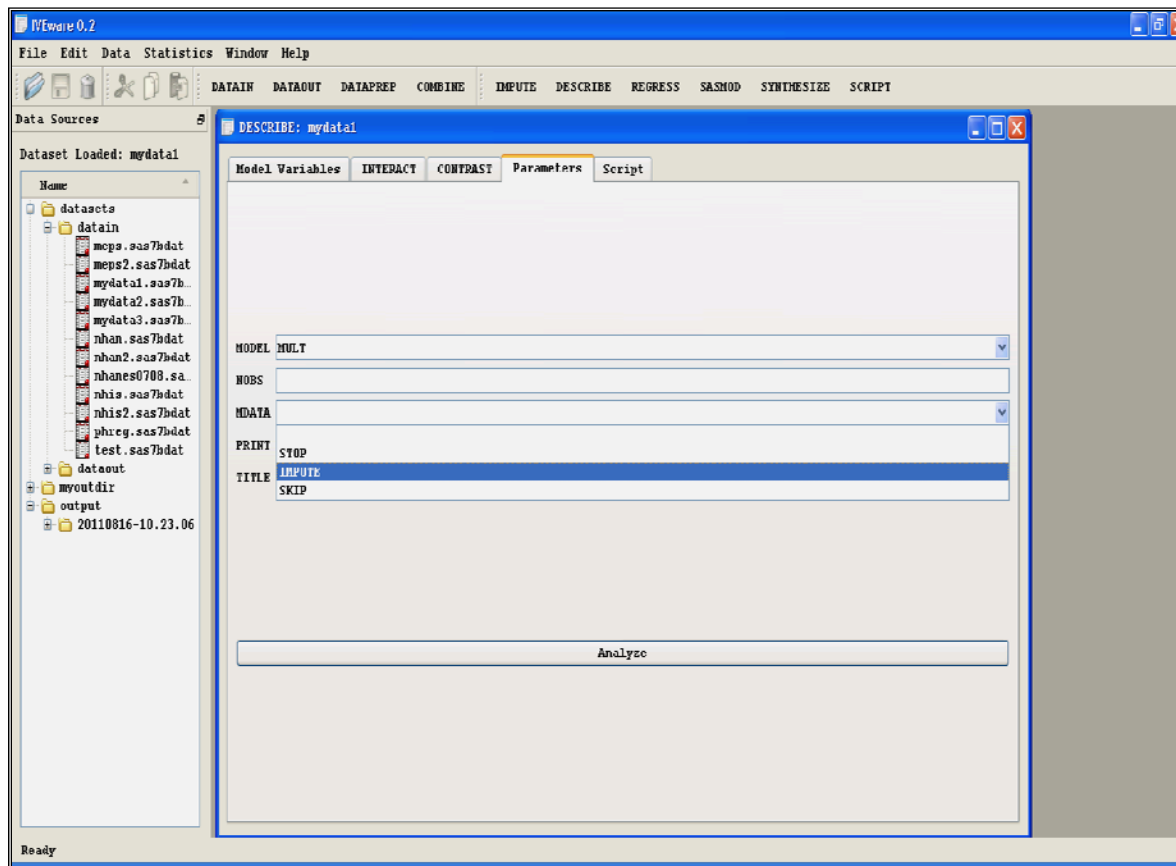 IVEware 0.2
File Edit Data Statistics Window Help
DATAIN DATAOUT DATAPREP COMBINE IMPUTE DESCRIBE REGRESS SASMOD SYNTHESIZE SCRIPT
Data Sources
Dataset Loaded: mydata1
Name
datasets
datain
meps.sas7bdat
meps2.sas7bdat
mydata1.sas7b...
mydata2.sas7b...
mydata3.sas7b...
nhan.sas7bdat
nhan2.sas7bdat
nhanes0708.sa...
nhis.sas7bdat
nhis2.sas7bdat
phreg.sas7bdat
test.sas7bdat
dataout
myoutdir
output
20110816-10.23.06
DESCRIBE: mydata1
Model Variables INTERACT CONTRAST Parameters Script
MODEL MULT
NOBS
MDATA
PRINT
STOP
TITLE IMPUTE
SKIP
Analyze
Ready